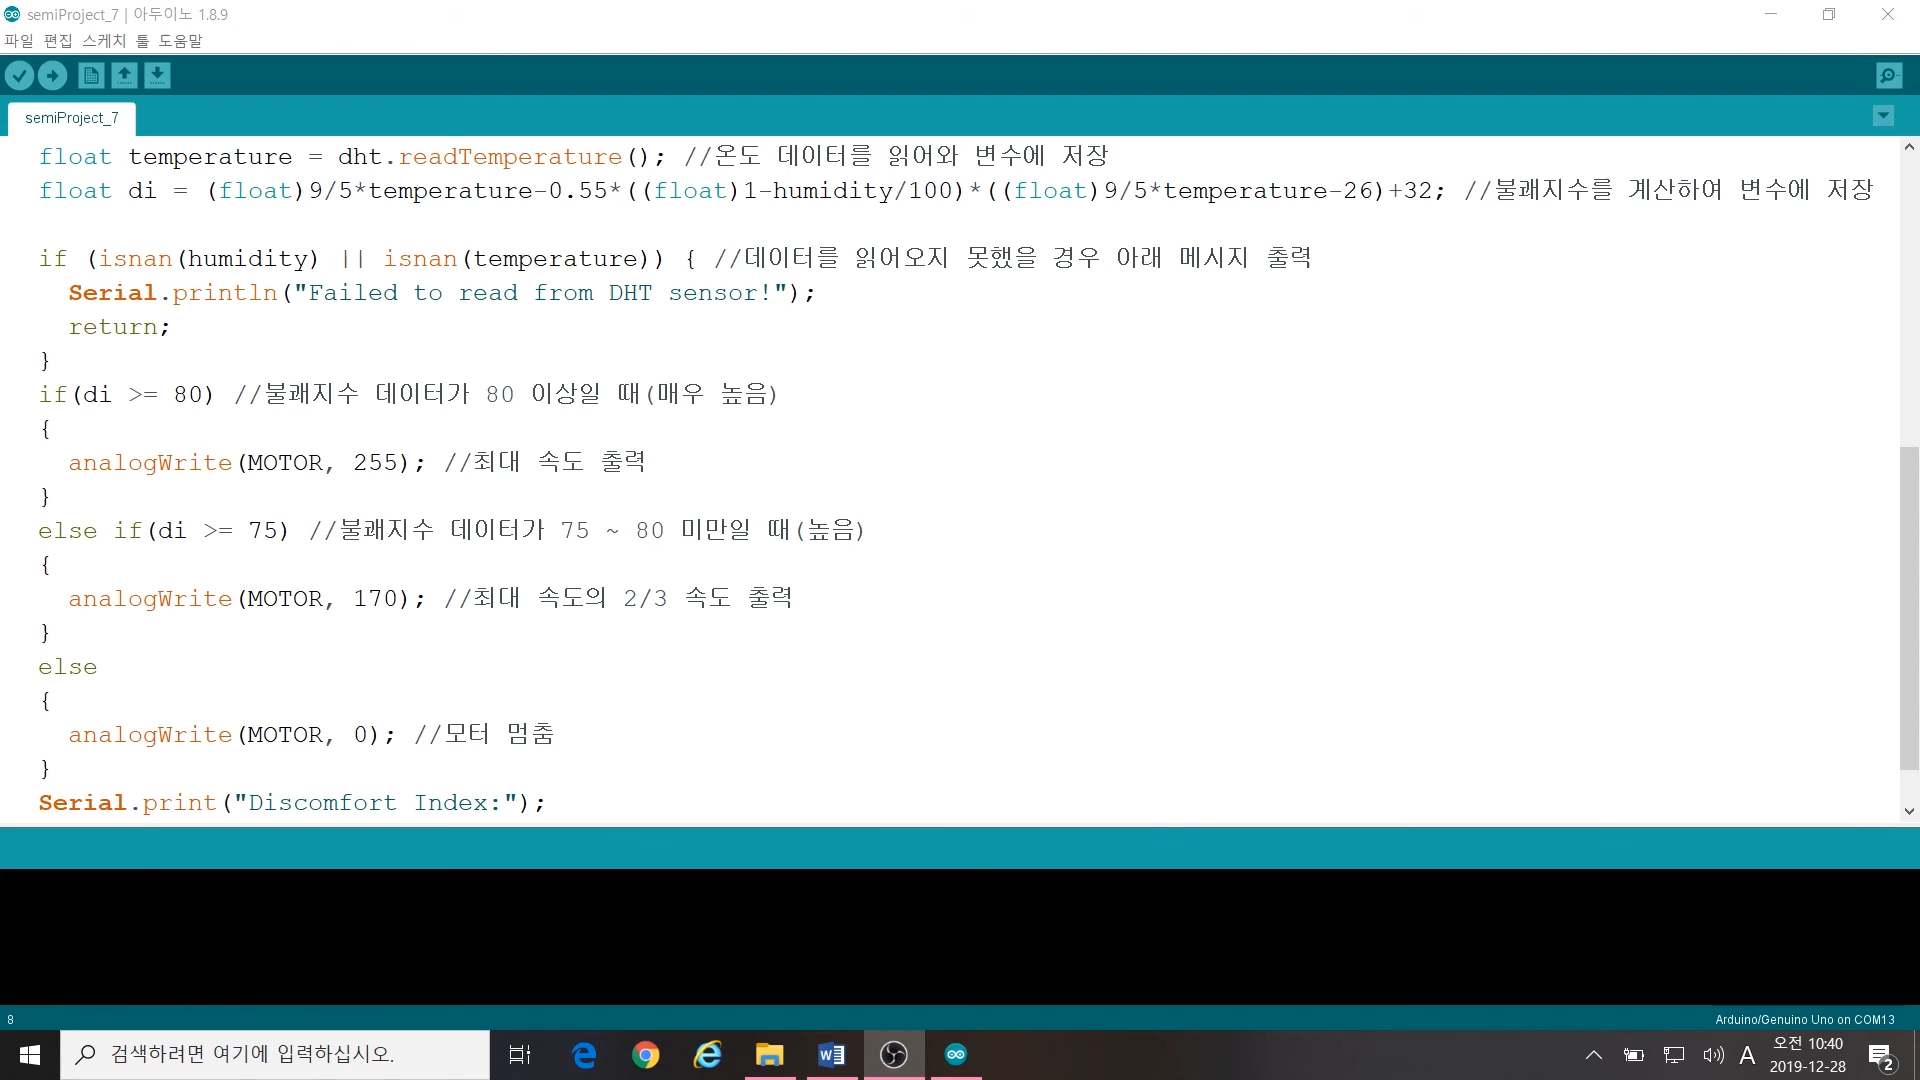 semiProject_7 | 아두이노 1.8.9
파일 편집 스케치 툴 도움말
semiProject_7
float temperature = dht.readTemperature(); //온도 데이터를 읽어와 변수에 저장
float di = (float)9/5*temperature-0.55*((float)1-humidity/100)*((float)9/5*temperature-26)+32; //불쾌지수를 계산하여 변수에 저장
if (isnan(humidity) || isnan(temperature)) { //데이터를 읽어오지 못했을 경우 아래 메시지 출력
Serial.println("Failed to read from DHT sensor!");
return;
}
if(di >= 80) //불쾌지수 데이터가 80 이상일 때(매우 높음)
{
analogWrite(MOTOR, 255); //최대 속도 출력
}
else if(di >= 75) //불쾌지수 데이터가 75 ~ 80 미만일 때(높음)
{
analogWrite(MOTOR, 170); //최대 속도의 2/3 속도 출력
}
else
{
analogWrite(MOTOR, 0); //모터 멈춤
}
Serial.print("Discomfort Index:");
8
Arduino/Genuino Uno on COM13
검색하려면 여기에 입력하십시오.
A
오전 10:40
2019-12-28
2